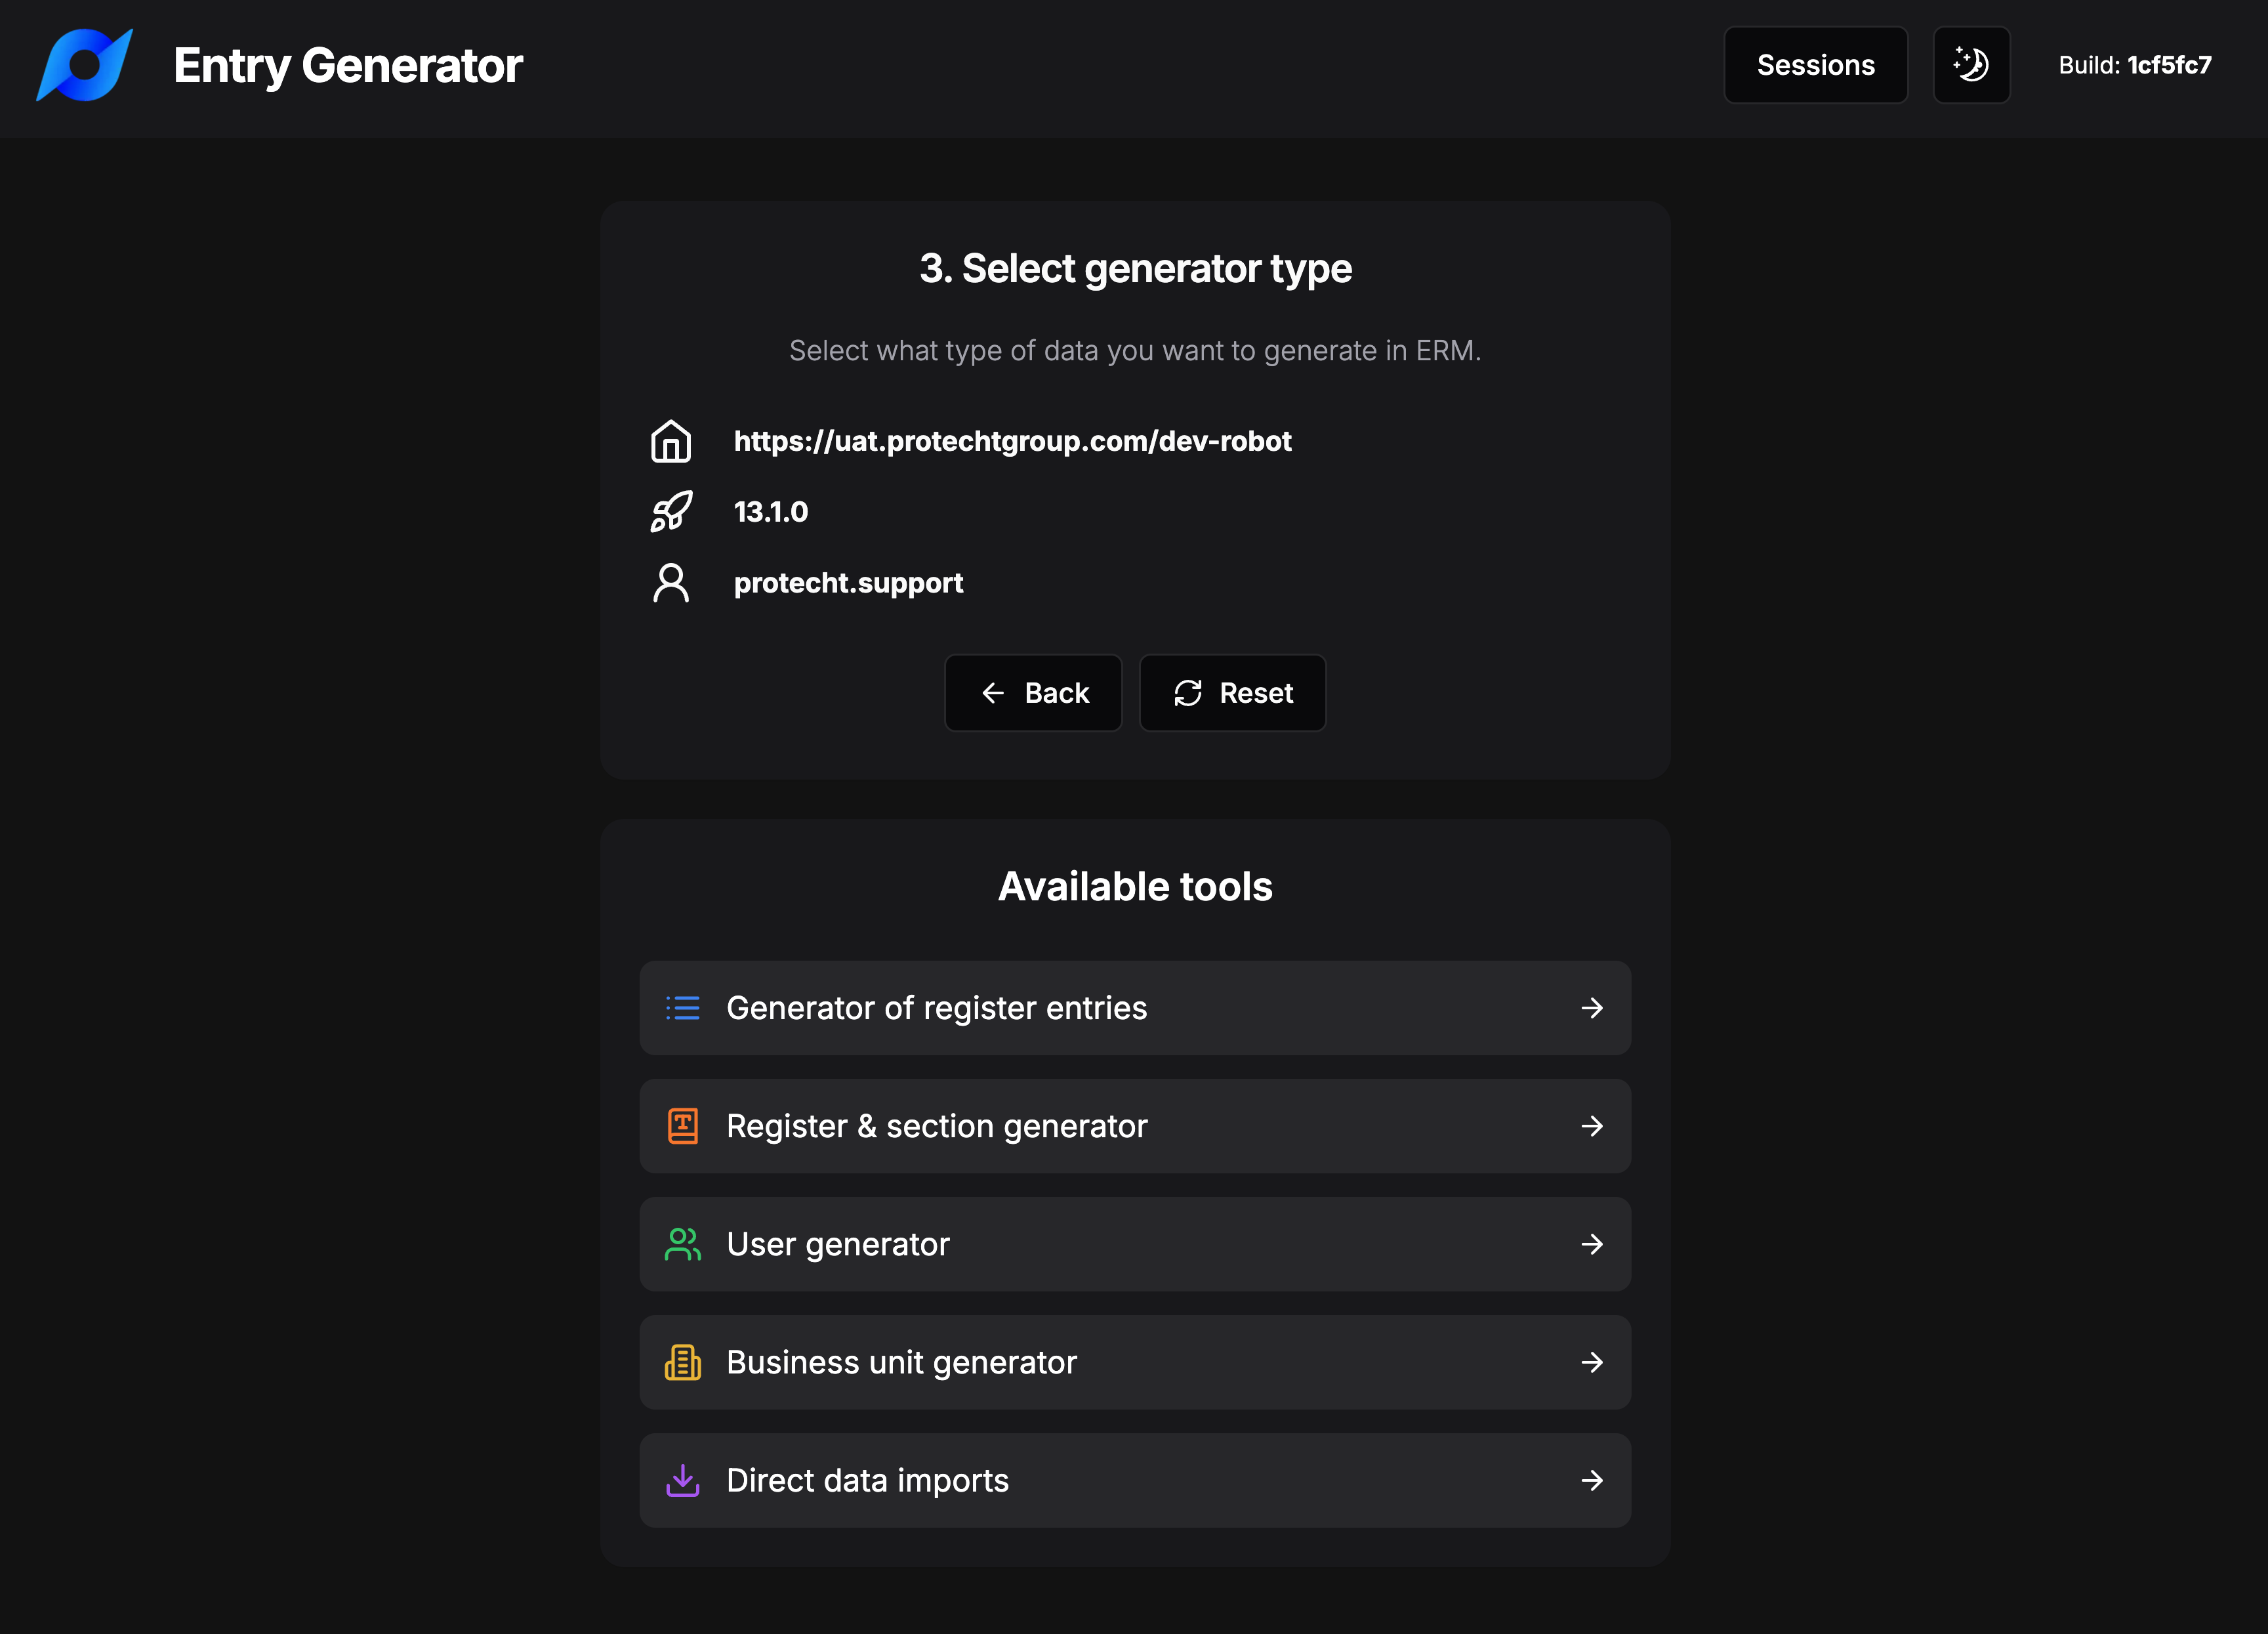 Entry Generator
Sessions
Build: 1cf5fc7
3. Select generator type
Select what type of data you want to generate in ERM.
https://uat.protechtgroup.com/dev-robot
13.1.0
protecht.support
Back
Reset
Available tools
Generator of register entries
Register & section generator
User generator
Business unit generator
Direct data imports